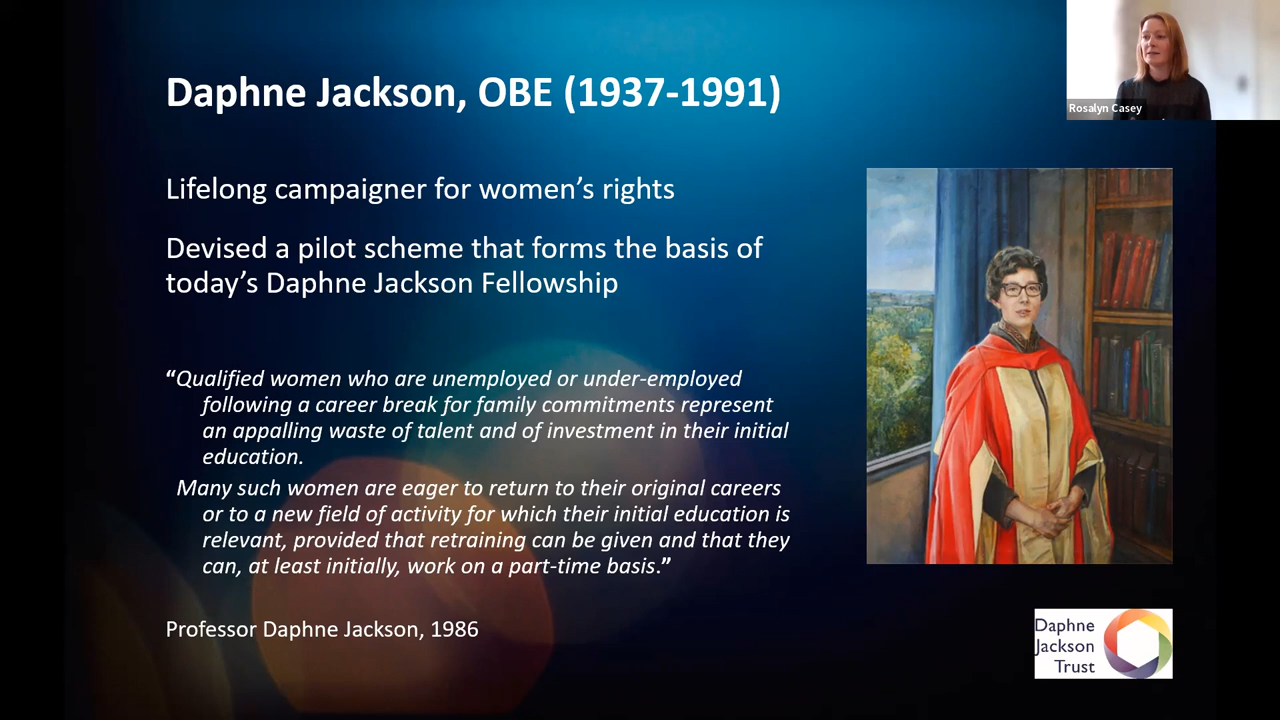 Daphne Jackson, OBE (1937-1991)
Rosalyn Casey
Lifelong campaigner for women’s rights
Devised a pilot scheme that forms the basis of
today’s Daphne Jackson Fellowship
“Qualified women who are unemployed or under-employed
following a career break for family commitments represent
an appalling waste of talent and of investment in their initial
education.
Many such women are eager to return to their original careers
or to a new field of activity for which their initial education is
relevant, provided that retraining can be given and that they
can, at least initially, work on a part-time basis.”
Professor Daphne Jackson, 1986
Daphne
Jackson
Trust